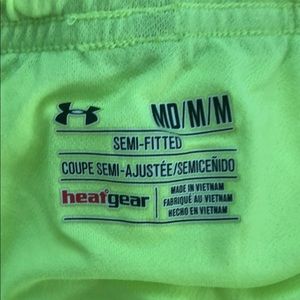 MD/M/M
SEMI-FITTED
COUPE SEMI-AJUSTÉE/SEMICEÑIDO
heatgear
MADE IN VIETNAM
FABRIQUÉ AU VIETNAM
HECHO EN VIETNAM